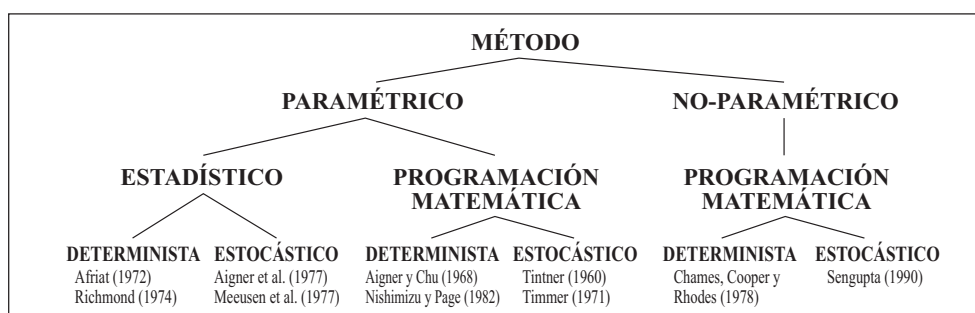 MÉTODO
PARAMÉTRICO NO-PARAMÉTRICO
ESTADÍSTICO
PROGRAMACIÓN
MATEMÁTICA
PROGRAMACIÓN
MATEMÁTICA
DETERMINISTA
Afriat (1972)
Richmond (1974)
ESTOCÁSTICO
Aigner et al. (1977)
Meeusen et al. (1977)
DETERMINISTA
Aigner y Chu (1968)
Nishimizu y Page (1982)
ESTOCÁSTICO
Tintner (1960)
Timmer (1971)
DETERMINISTA
Chames, Cooper y
Rhodes (1978)
ESTOCÁSTICO
Sengupta (1990)